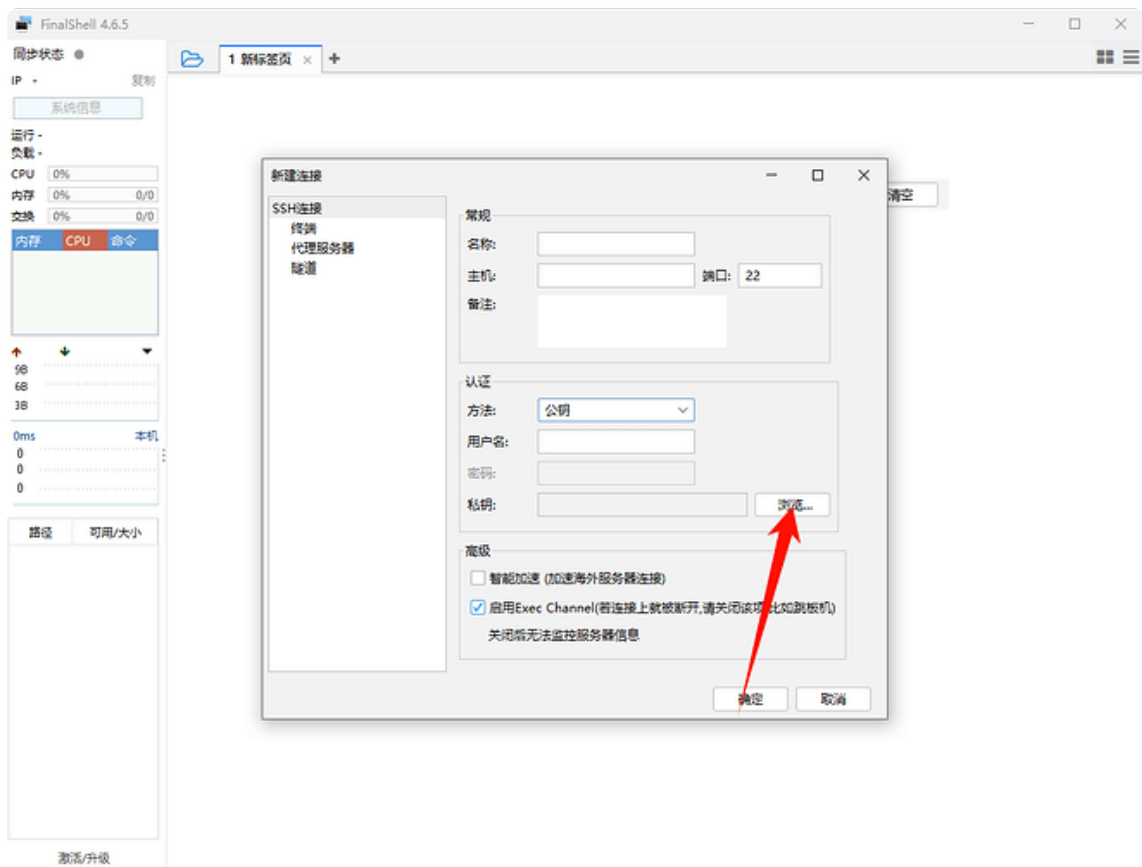 FinalShell 4.6.5
同步状态
IP -
复制
系统信息
运行 -
负载 -
CPU 0%
内存 0% 0/0
交换 0% 0/0
内存 CPU 命令
9B
6B
3B
0ms 本机
0
0
0
路径 可用/大小
激活/升级
1 新标签页
清空
新建连接
SSH连接
终端
代理服务器
隧道
常规
名称:
主机: 端口: 22
备注:
认证
方法: 公钥
用户名:
密码:
私钥: 浏览...
高级
智能加速 (加速海外服务器连接)
启用Exec Channel(若连接上就被断开,请关闭该项,比如跳板机)
关闭后无法监控服务器信息
确定 取消